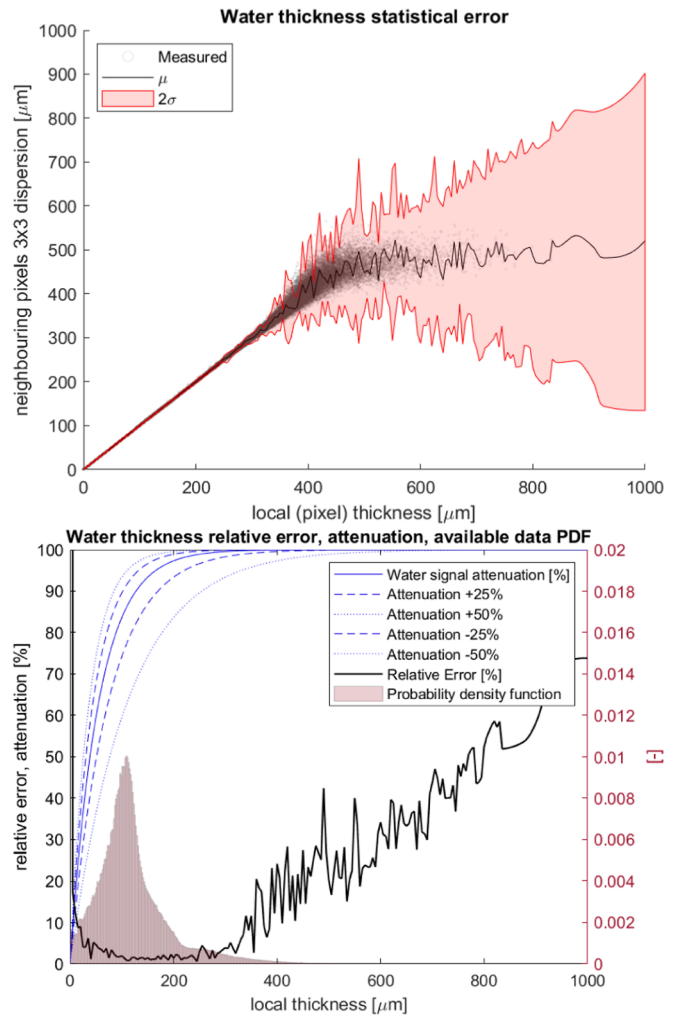 Water thickness statistical error
1000
900
800
700
600
500
400
300
200
100
0
neighbouring pixels 3x3 dispersion [μm]
Measured
μ
2σ
0 200 400 600 800 1000
local (pixel) thickness [μm]
Water thickness relative error, attenuation, available data PDF
100
90
80
70
60
50
40
30
20
10
0
relative error, attenuation [%]
Water signal attenuation [%]
Attenuation +25%
Attenuation +50%
Attenuation -25%
Attenuation -50%
Relative Error [%]
Probability density function
0.02
0.018
0.016
0.014
0.012
0.01
0.008
0.006
0.004
0.002
0
[-]
0 200 400 600 800 1000
local thickness [μm]